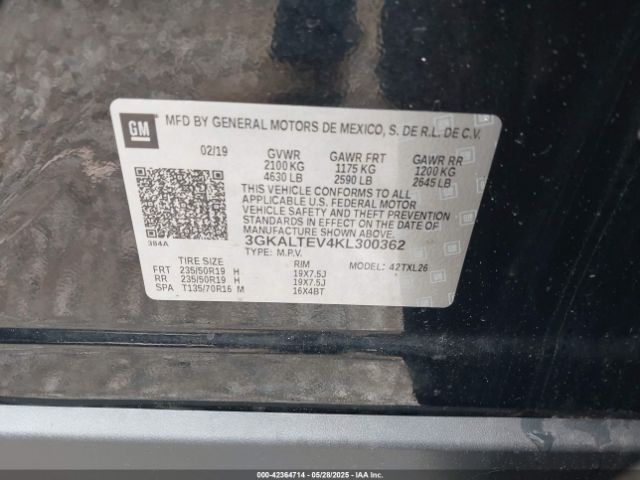 GM
MFD BY GENERAL MOTORS DE MEXICO, S. DE R.L. DE C.V.
02/19 GVWR GAWR FRT GAWR RR
2100 KG 1175 KG 1200 KG
4630 LB 2590 LB 2645 LB
THIS VEHICLE CONFORMS TO ALL
APPLICABLE U.S. FEDERAL MOTOR
VEHICLE SAFETY AND THEFT PREVENTION
STANDARDS IN EFFECT ON THE DATE OF
MANUFACTURE SHOWN ABOVE.
384A 3GKALTEV4KL300362
TYPE: M.P.V. MODEL: 42TXL26
TIRE SIZE RIM
FRT 235/50R19 H 19X7.5J
RR 235/50R19 H 19X7.5J
SPA T135/70R16 M 16X4BT
000-42364714 05/28/2025 IAA Inc.